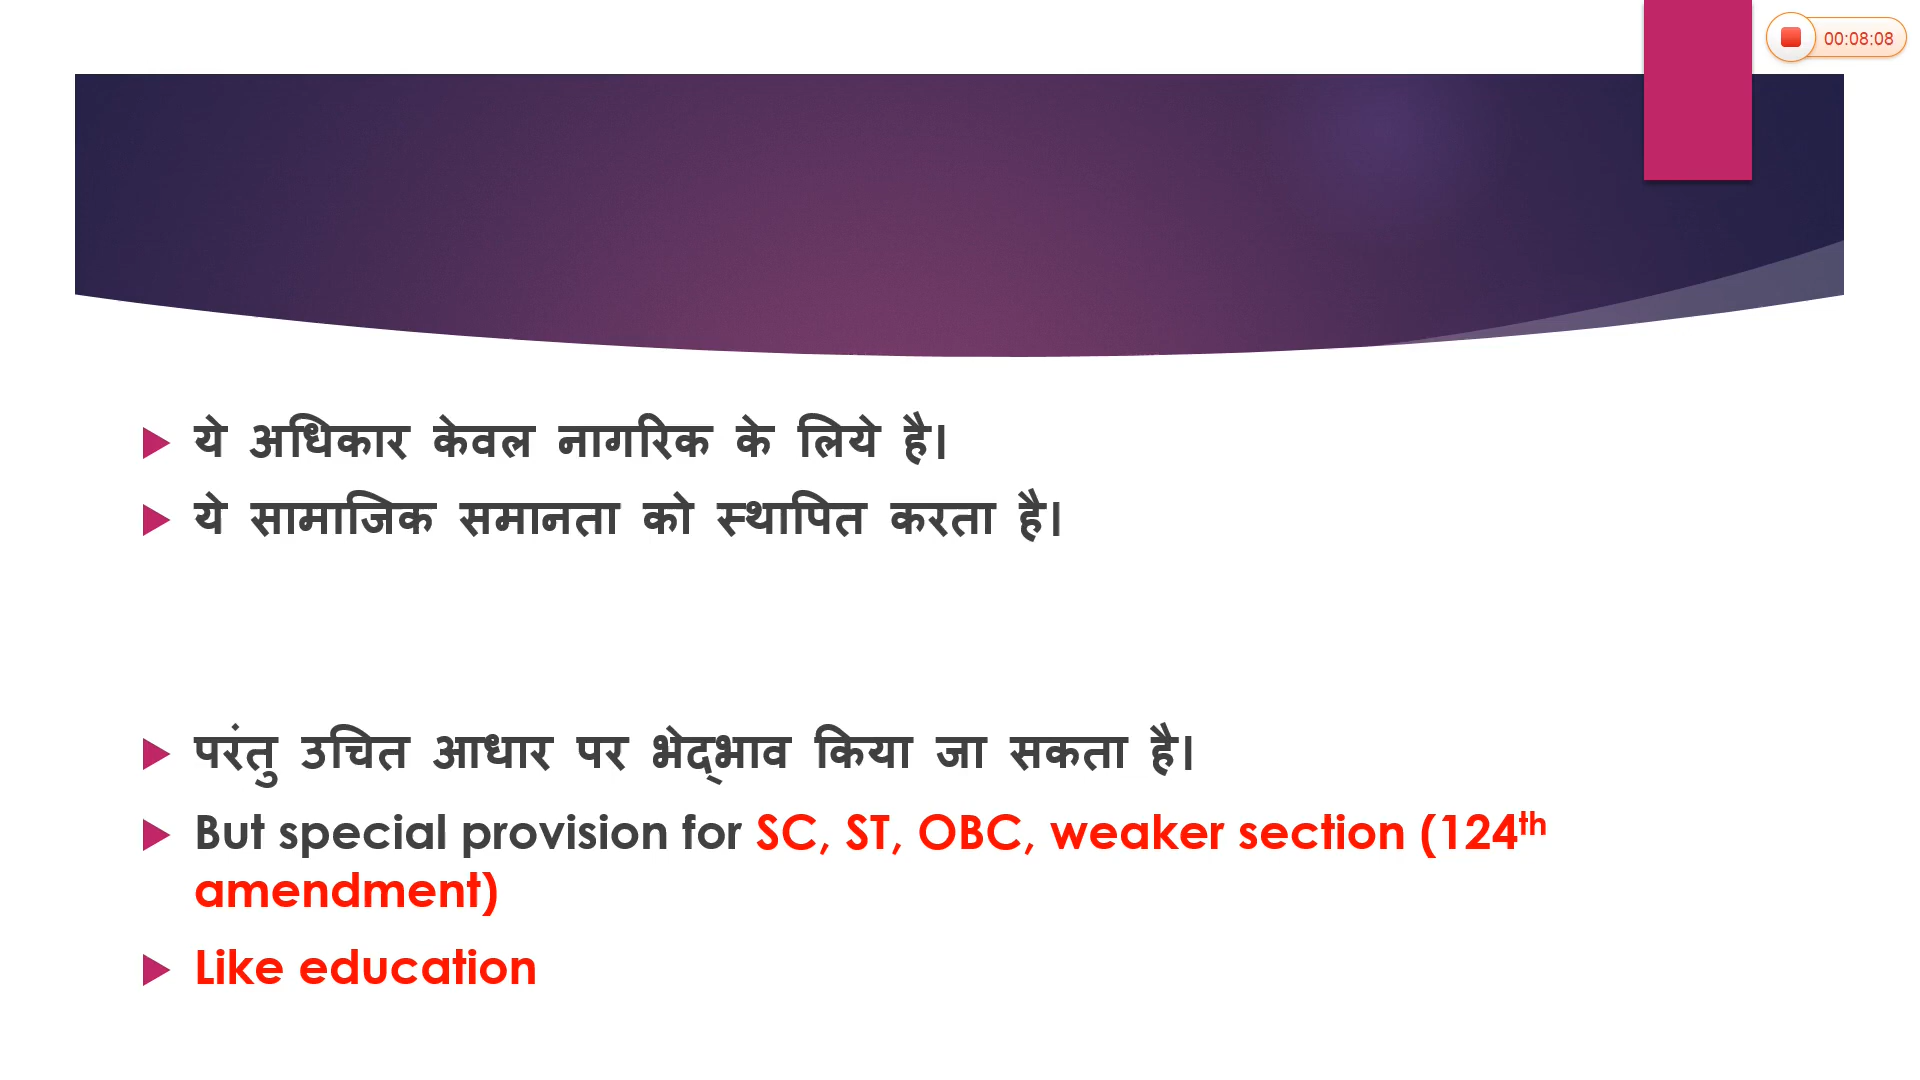 00:08:08
ये अधिकार केवल नागरिक के लिये है।
ये सामाजिक समानता को स्थापित करता है।
परंतु उचित आधार पर भेद्‌भाव किया जा सकता है।
But special provision for SC, ST, OBC, weaker section (124th
amendment)
Like education